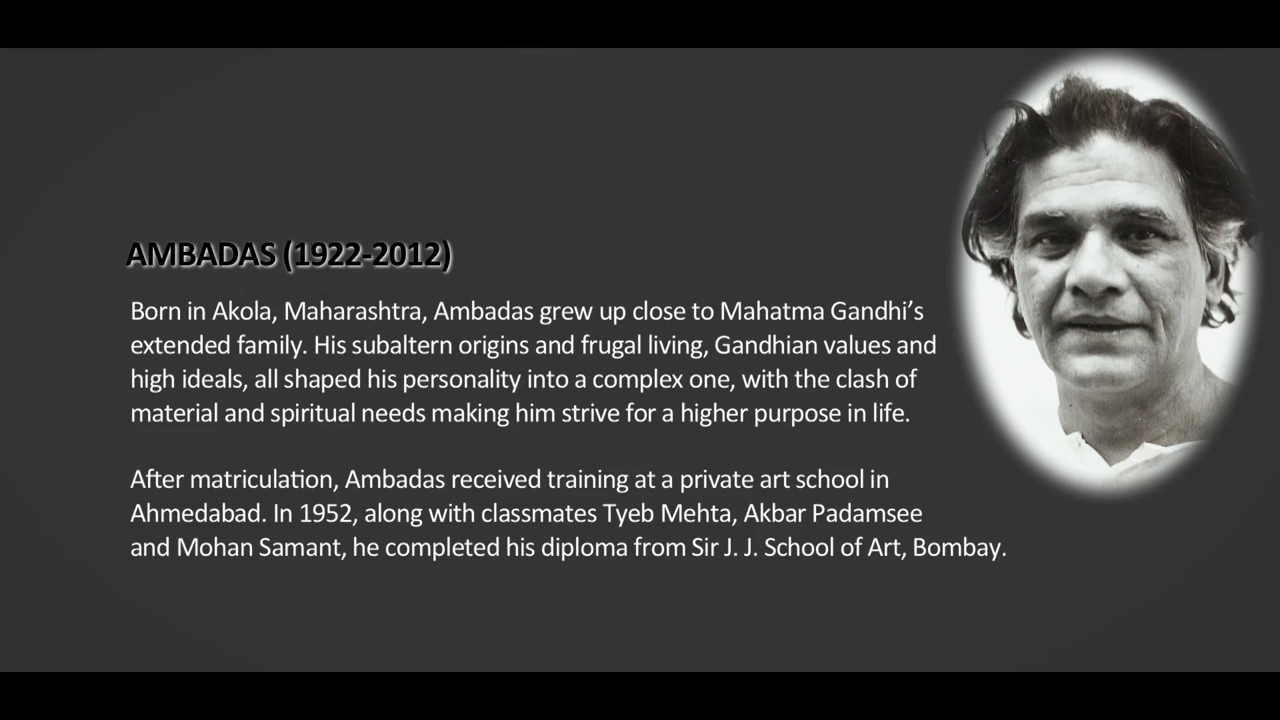 AMBADAS (1922-2012)
Born in Akola, Maharashtra, Ambadas grew up close to Mahatma Gandhi’s
extended family. His subaltern origins and frugal living, Gandhian values and
high ideals, all shaped his personality into a complex one, with the clash of
material and spiritual needs making him strive for a higher purpose in life.
After matriculation, Ambadas received training at a private art school in
Ahmedabad. In 1952, along with classmates Tyeb Mehta, Akbar Padamsee
and Mohan Samant, he completed his diploma from Sir J. J. School of Art, Bombay.